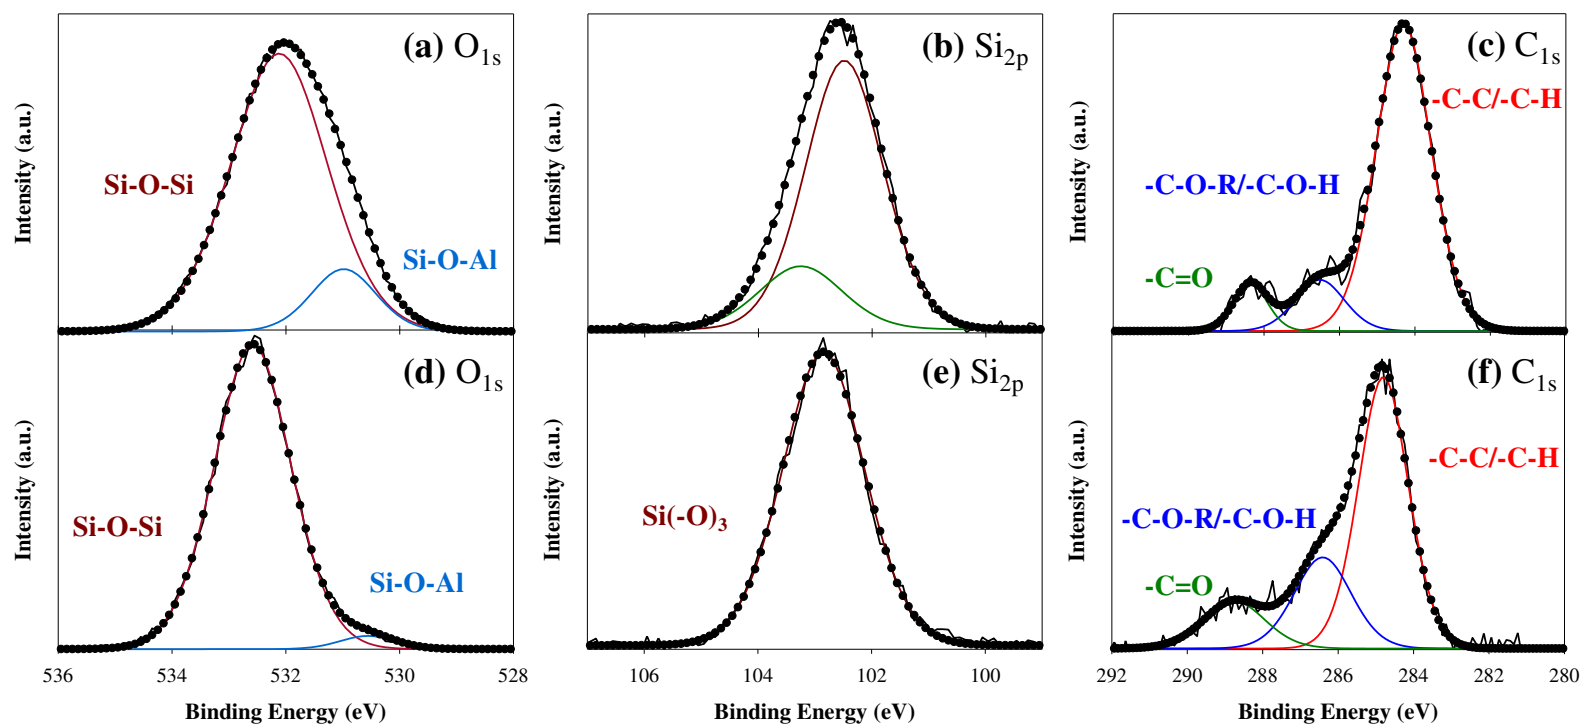 (a) O1s
Intensity (a.u.)
Si-O-Si
Si-O-Al
(b) Si2p
Intensity (a.u.)
(c) C1s
Intensity (a.u.)
-C-C/-C-H
-C-O-R/-C-O-H
-C=O
(d) O1s
Intensity (a.u.)
Si-O-Si
Si-O-Al
536 534 532 530 528
Binding Energy (eV)
(e) Si2p
Intensity (a.u.)
Si(-O)3
106 104 102 100
Binding Energy (eV)
(f) C1s
Intensity (a.u.)
-C-C/-C-H
-C-O-R/-C-O-H
-C=O
292 290 288 286 284 282 280
Binding Energy (eV)